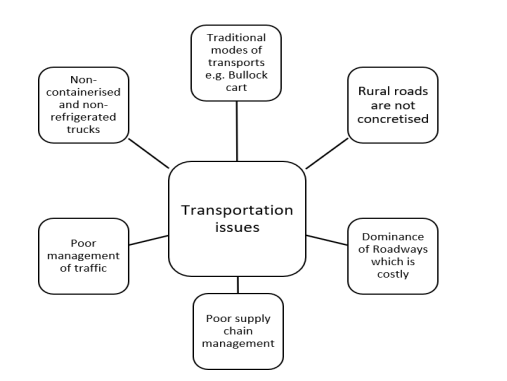 Traditional
modes of
transports
e.g. Bullock
cart
Non-
containerised
and non-
refrigerated
trucks
Rural roads
are not
concretised
Transportation
issues
Poor
management
of traffic
Dominance
of Roadways
which is
costly
Poor supply
chain
management